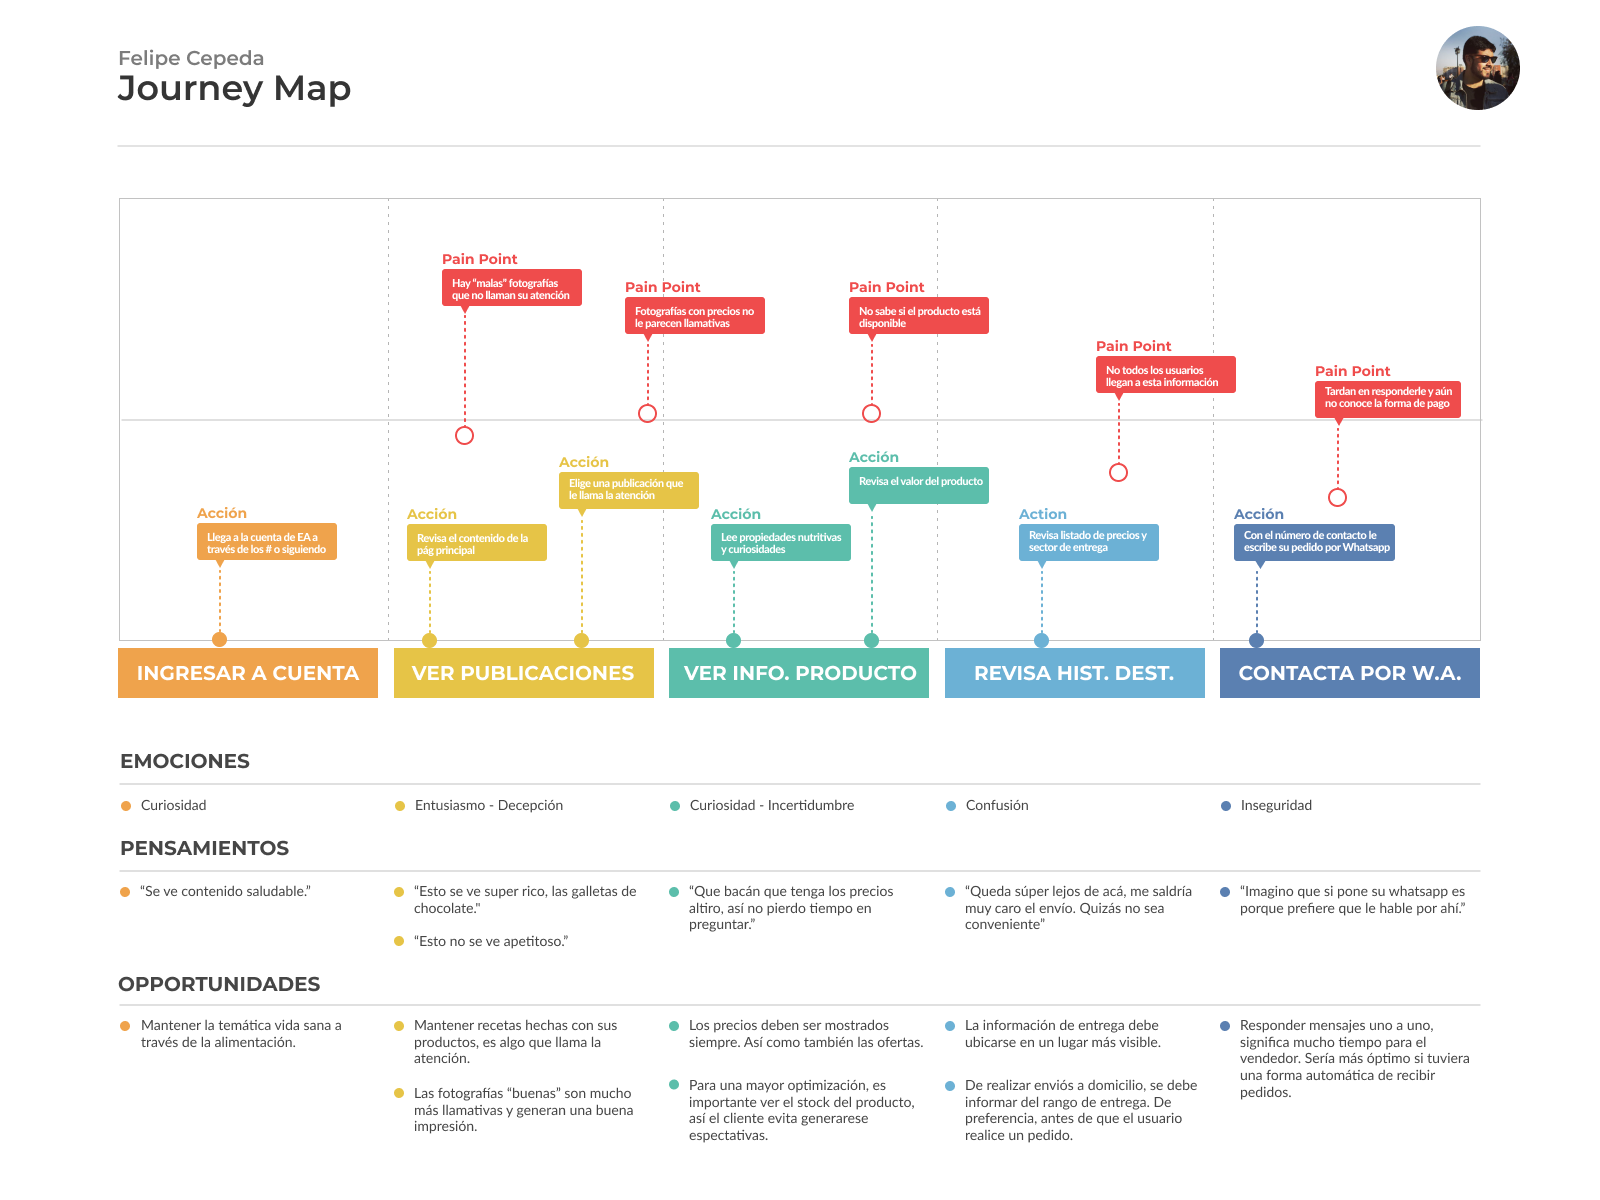 Felipe Cepeda
Journey Map
Pain Point
Hay “malas” fotografías
que no llaman su atención
Pain Point
Fotografías con precios no
le parecen llamativas
Pain Point
No sabe si el producto está
disponible
Pain Point
No todos los usuarios
llegan a esta información
Pain Point
Tardan en responderle y aún
no conoce la forma de pago
Acción
Llega a la cuenta de EA a
través de los # o siguiendo
Acción
Revisa el contenido de la
pág principal
Acción
Elige una publicación que
le llama la atención
Acción
Lee propiedades nutritivas
y curiosidades
Acción
Revisa el valor del producto
Action
Revisa listado de precios y
sector de entrega
Acción
Con el número de contacto le
escribe su pedido por Whatsapp
INGRESAR A CUENTA
VER PUBLICACIONES
VER INFO. PRODUCTO
REVISA HIST. DEST.
CONTACTA POR W.A.
EMOCIONES
Curiosidad
Entusiasmo - Decepción
Curiosidad - Incertidumbre
Confusión
Inseguridad
PENSAMIENTOS
“Se ve contenido saludable.”
“Esto se ve super rico, las galletas de
chocolate."
“Esto no se ve apetitoso.”
“Que bacán que tenga los precios
altiro, así no pierdo tiempo en
preguntar.”
“Queda súper lejos de acá, me saldría
muy caro el envío. Quizás no sea
conveniente”
“Imagino que si pone su whatsapp es
porque prefiere que le hable por ahí.”
OPPORTUNIDADES
Mantener la temática vida sana a
través de la alimentación.
Mantener recetas hechas con sus
productos, es algo que llama la
atención.
Las fotografías “buenas” son mucho
más llamativas y generan una buena
impresión.
Los precios deben ser mostrados
siempre. Así como también las ofertas.
Para una mayor optimización, es
importante ver el stock del producto,
así el cliente evita generarese
espectativas.
La información de entrega debe
ubicarse en un lugar más visible.
De realizar enviós a domicilio, se debe
informar del rango de entrega. De
preferencia, antes de que el usuario
realice un pedido.
Responder mensajes uno a uno,
significa mucho tiempo para el
vendedor. Sería más óptimo si tuviera
una forma automática de recibir
pedidos.